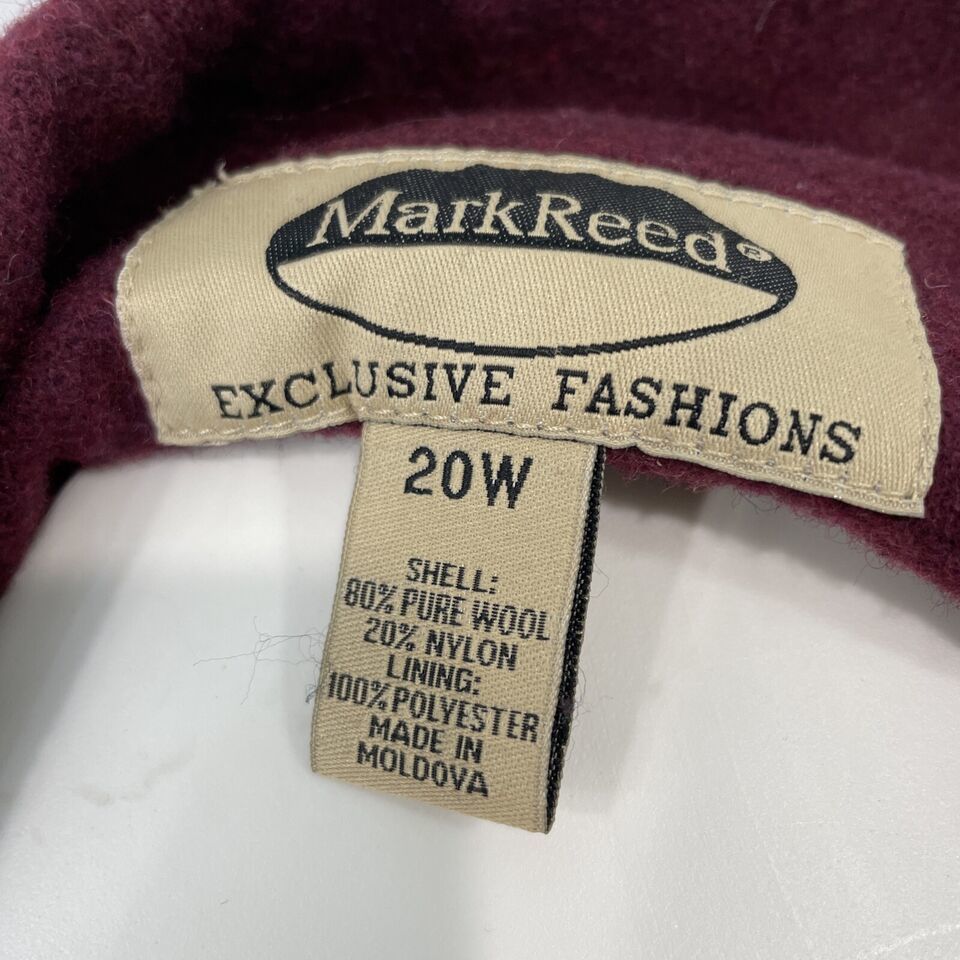 MarkReed®
EXCLUSIVE FASHIONS
20W
SHELL:
80% PURE WOOL
20% NYLON
LINING:
100% POLYESTER
MADE IN
MOLDOVA